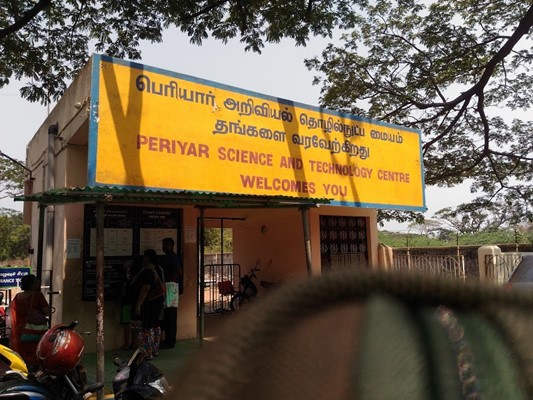 பெரியார் அறிவியல் தொழில்நுட்ப மையம்
தங்களை வரவேற்கிறது
PERIYAR SCIENCE AND TECHNOLOGY CENTRE
WELCOMES YOU